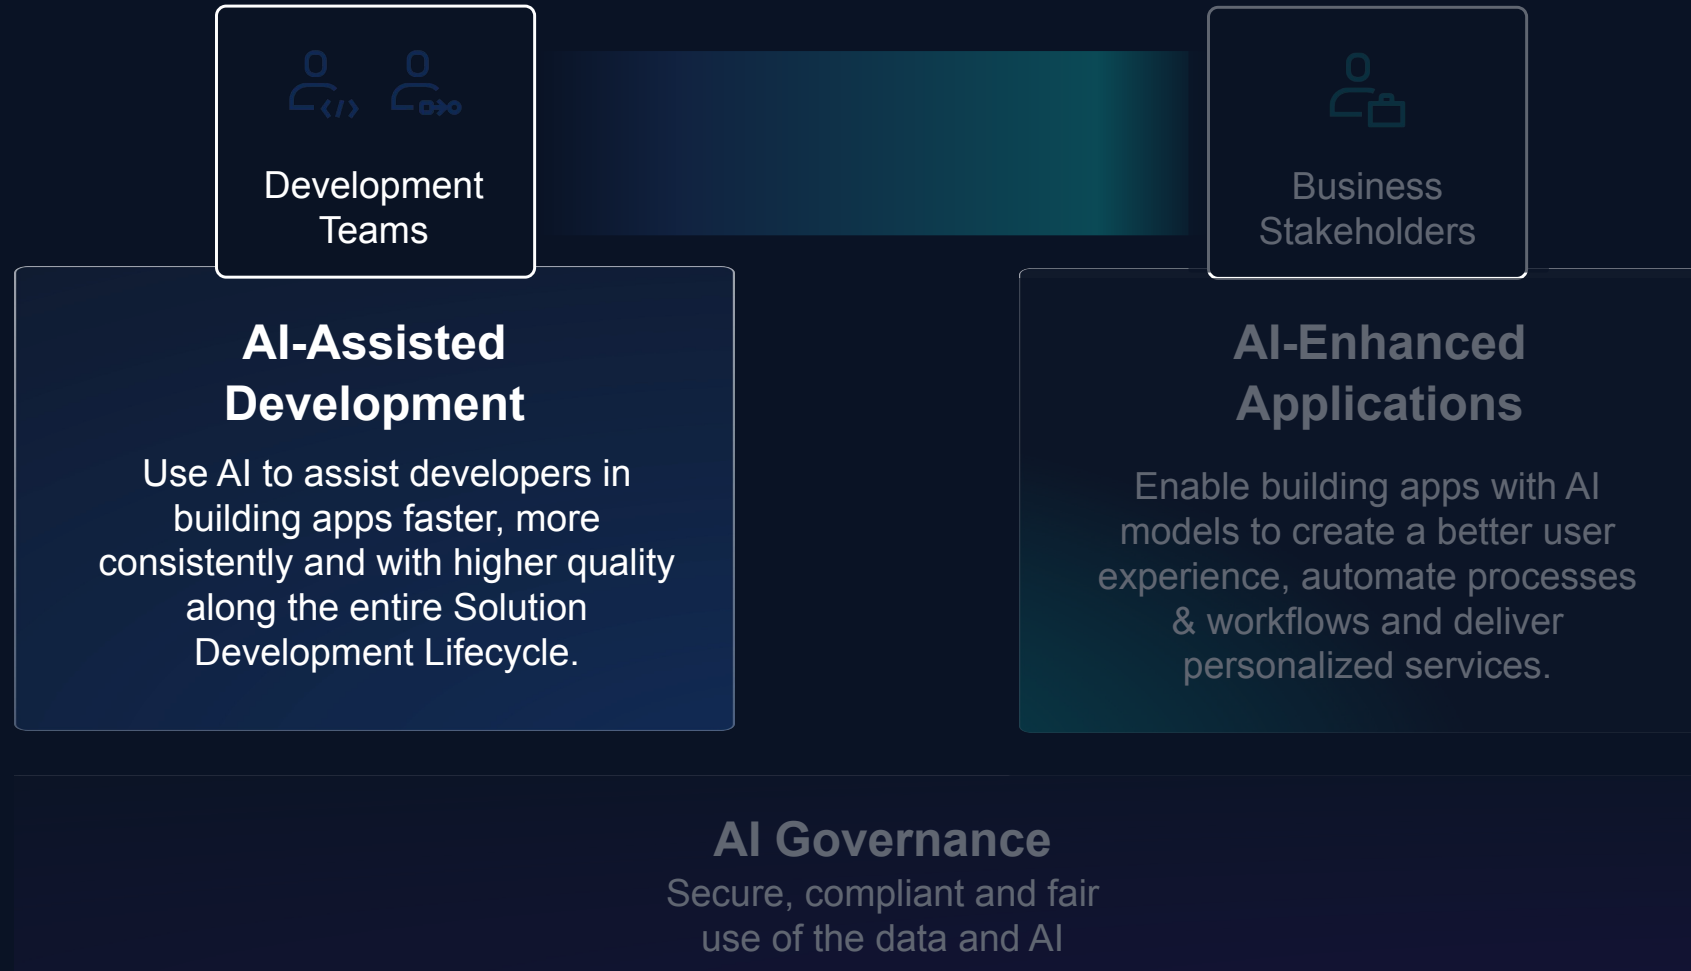 Development
Teams
Business
Stakeholders
AI-Assisted
Development
Use AI to assist developers in
building apps faster, more
consistently and with higher quality
along the entire Solution
Development Lifecycle.
AI-Enhanced
Applications
Enable building apps with AI
models to create a better user
experience, automate processes
& workflows and deliver
personalized services.
AI Governance
Secure, compliant and fair
use of the data and AI